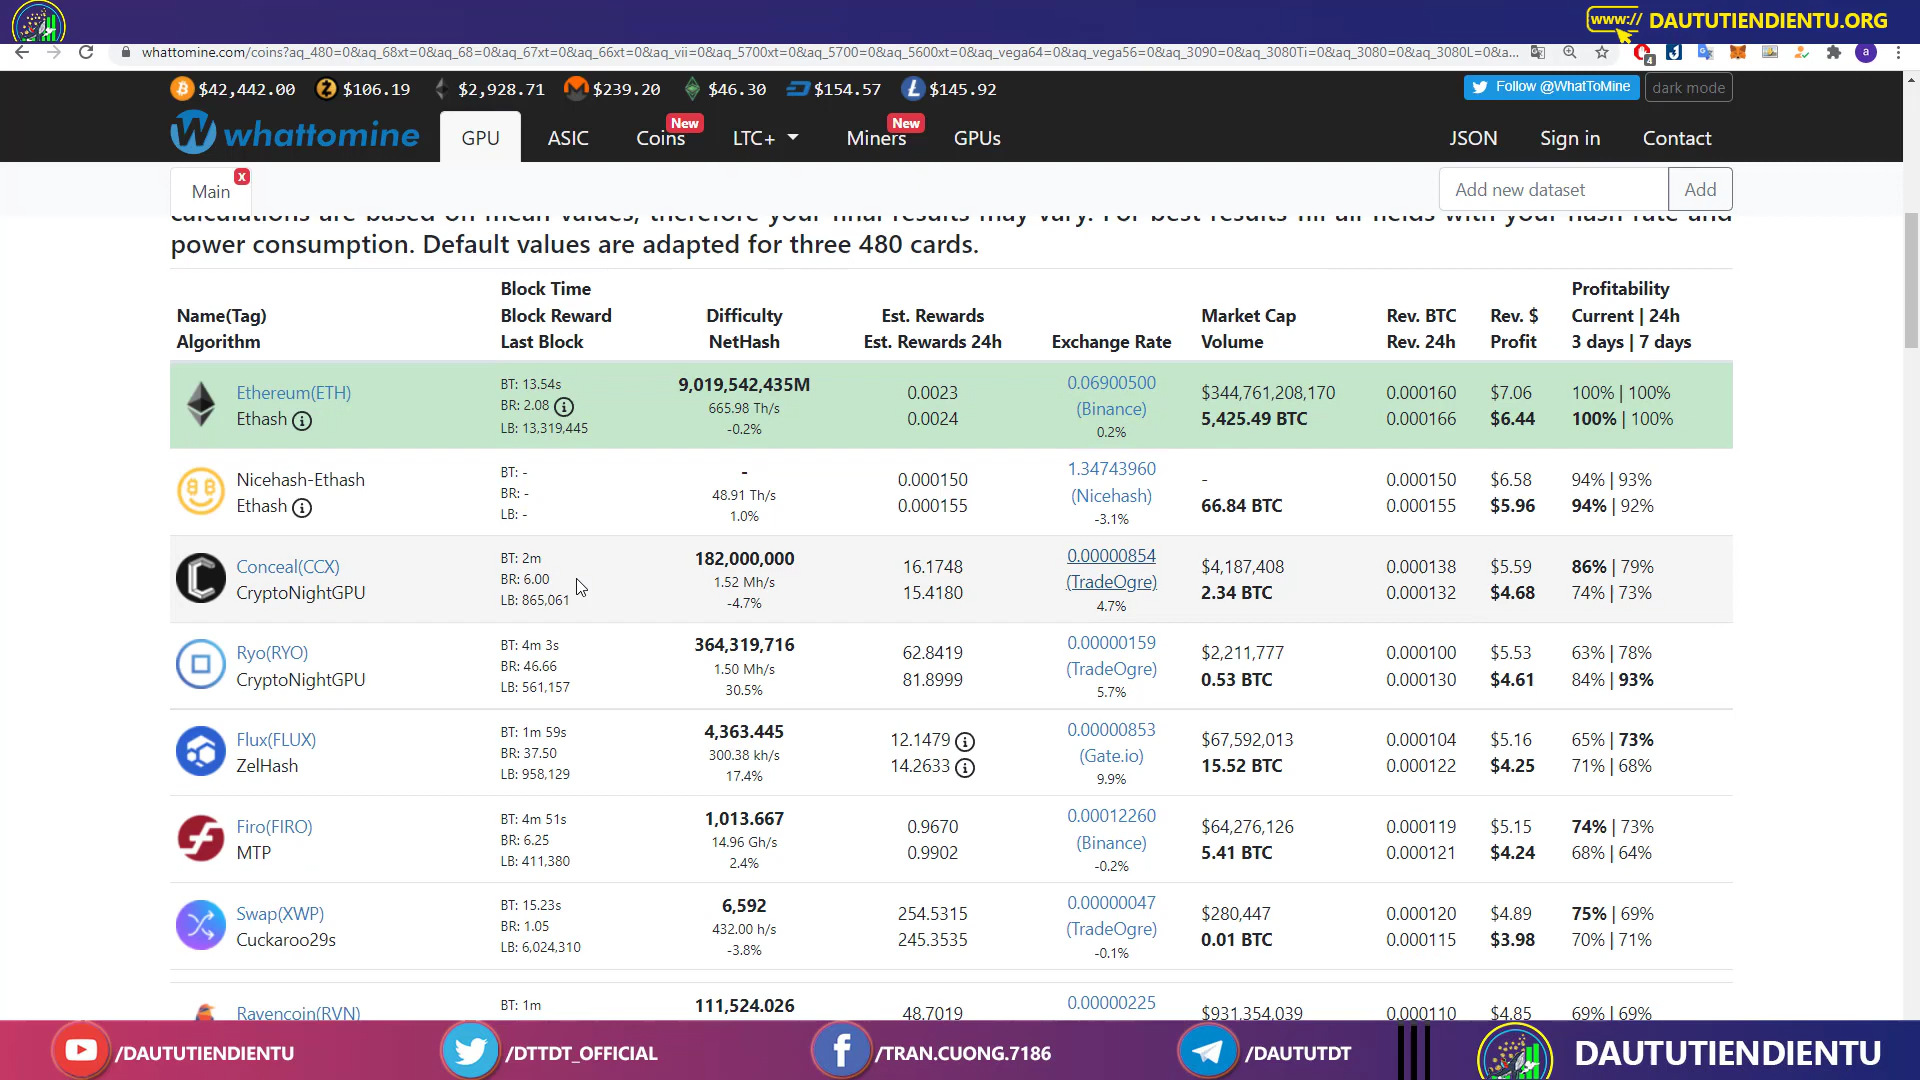 www.// DAUTUTIENDIENTU.ORG
whattomine.com/coins?aq_480=0&aq_68xt=0&aq_68=0&aq_67xt=0&aq_66xt=0&aq_vii=0&aq_5700xt=0&aq_5700=0&aq_5600xt=0&aq_vega64=0&aq_vega56=0&aq_3090=0&aq_3080Ti=0&aq_3080=0&aq_3080L=0&a... 4 a
$42,442.00 $106.19 $2,928.71 $239.20 $46.30 $154.57 $145.92 Follow @WhatToMine dark mode
whattomine GPU ASIC Coins New LTC+ Miners New GPUs JSON Sign in Contact
Main x Add new dataset Add
calculations are based on mean values, therefore your final results may vary. For best results fill all fields with your hash rate and
power consumption. Default values are adapted for three 480 cards.
Name(Tag)
Algorithm
Block Time
Block Reward
Last Block
Difficulty
NetHash
Est. Rewards
Est. Rewards 24h
Exchange Rate
Market Cap
Volume
Rev. BTC
Rev. 24h
Rev. $
Profit
Profitability
Current | 24h
3 days | 7 days
Ethereum(ETH)
Ethash
BT: 13.54s
BR: 2.08
LB: 13,319,445
9,019,542,435M
665.98 Th/s
-0.2%
0.0023
0.0024
0.06900500
(Binance)
0.2%
$344,761,208,170
5,425.49 BTC
0.000160
0.000166
$7.06
$6.44
100% | 100%
100% | 100%
Nicehash-Ethash
Ethash
BT: -
BR: -
LB: -
-
48.91 Th/s
1.0%
0.000150
0.000155
1.34743960
(Nicehash)
-3.1%
-
66.84 BTC
0.000150
0.000155
$6.58
$5.96
94% | 93%
94% | 92%
Conceal(CCX)
CryptoNightGPU
BT: 2m
BR: 6.00
LB: 865,061
182,000,000
1.52 Mh/s
-4.7%
16.1748
15.4180
0.00000854
(TradeOgre)
4.7%
$4,187,408
2.34 BTC
0.000138
0.000132
$5.59
$4.68
86% | 79%
74% | 73%
Ryo(RYO)
CryptoNightGPU
BT: 4m 3s
BR: 46.66
LB: 561,157
364,319,716
1.50 Mh/s
30.5%
62.8419
81.8999
0.00000159
(TradeOgre)
5.7%
$2,211,777
0.53 BTC
0.000100
0.000130
$5.53
$4.61
63% | 78%
84% | 93%
Flux(FLUX)
ZelHash
BT: 1m 59s
BR: 37.50
LB: 958,129
4,363.445
300.38 kh/s
17.4%
12.1479
14.2633
0.00000853
(Gate.io)
9.9%
$67,592,013
15.52 BTC
0.000104
0.000122
$5.16
$4.25
65% | 73%
71% | 68%
Firo(FIRO)
MTP
BT: 4m 51s
BR: 6.25
LB: 411,380
1,013.667
14.96 Gh/s
2.4%
0.9670
0.9902
0.00012260
(Binance)
-0.2%
$64,276,126
5.41 BTC
0.000119
0.000121
$5.15
$4.24
74% | 73%
68% | 64%
Swap(XWP)
Cuckaroo29s
BT: 15.23s
BR: 1.05
LB: 6,024,310
6,592
432.00 h/s
-3.8%
254.5315
245.3535
0.00000047
(TradeOgre)
-0.1%
$280,447
0.01 BTC
0.000120
0.000115
$4.89
$3.98
75% | 69%
70% | 71%
Ravencoin(RVN)
BT: 1m
111,524.026
48.7019
0.00000225
$931,354,039
0.000110
$4.85
69% | 69%
/DAUTUTIENDIENTU /DTTDT_OFFICIAL /TRAN.CUONG.7186 /DAUTUTDT DAUTUTIENDIENTU